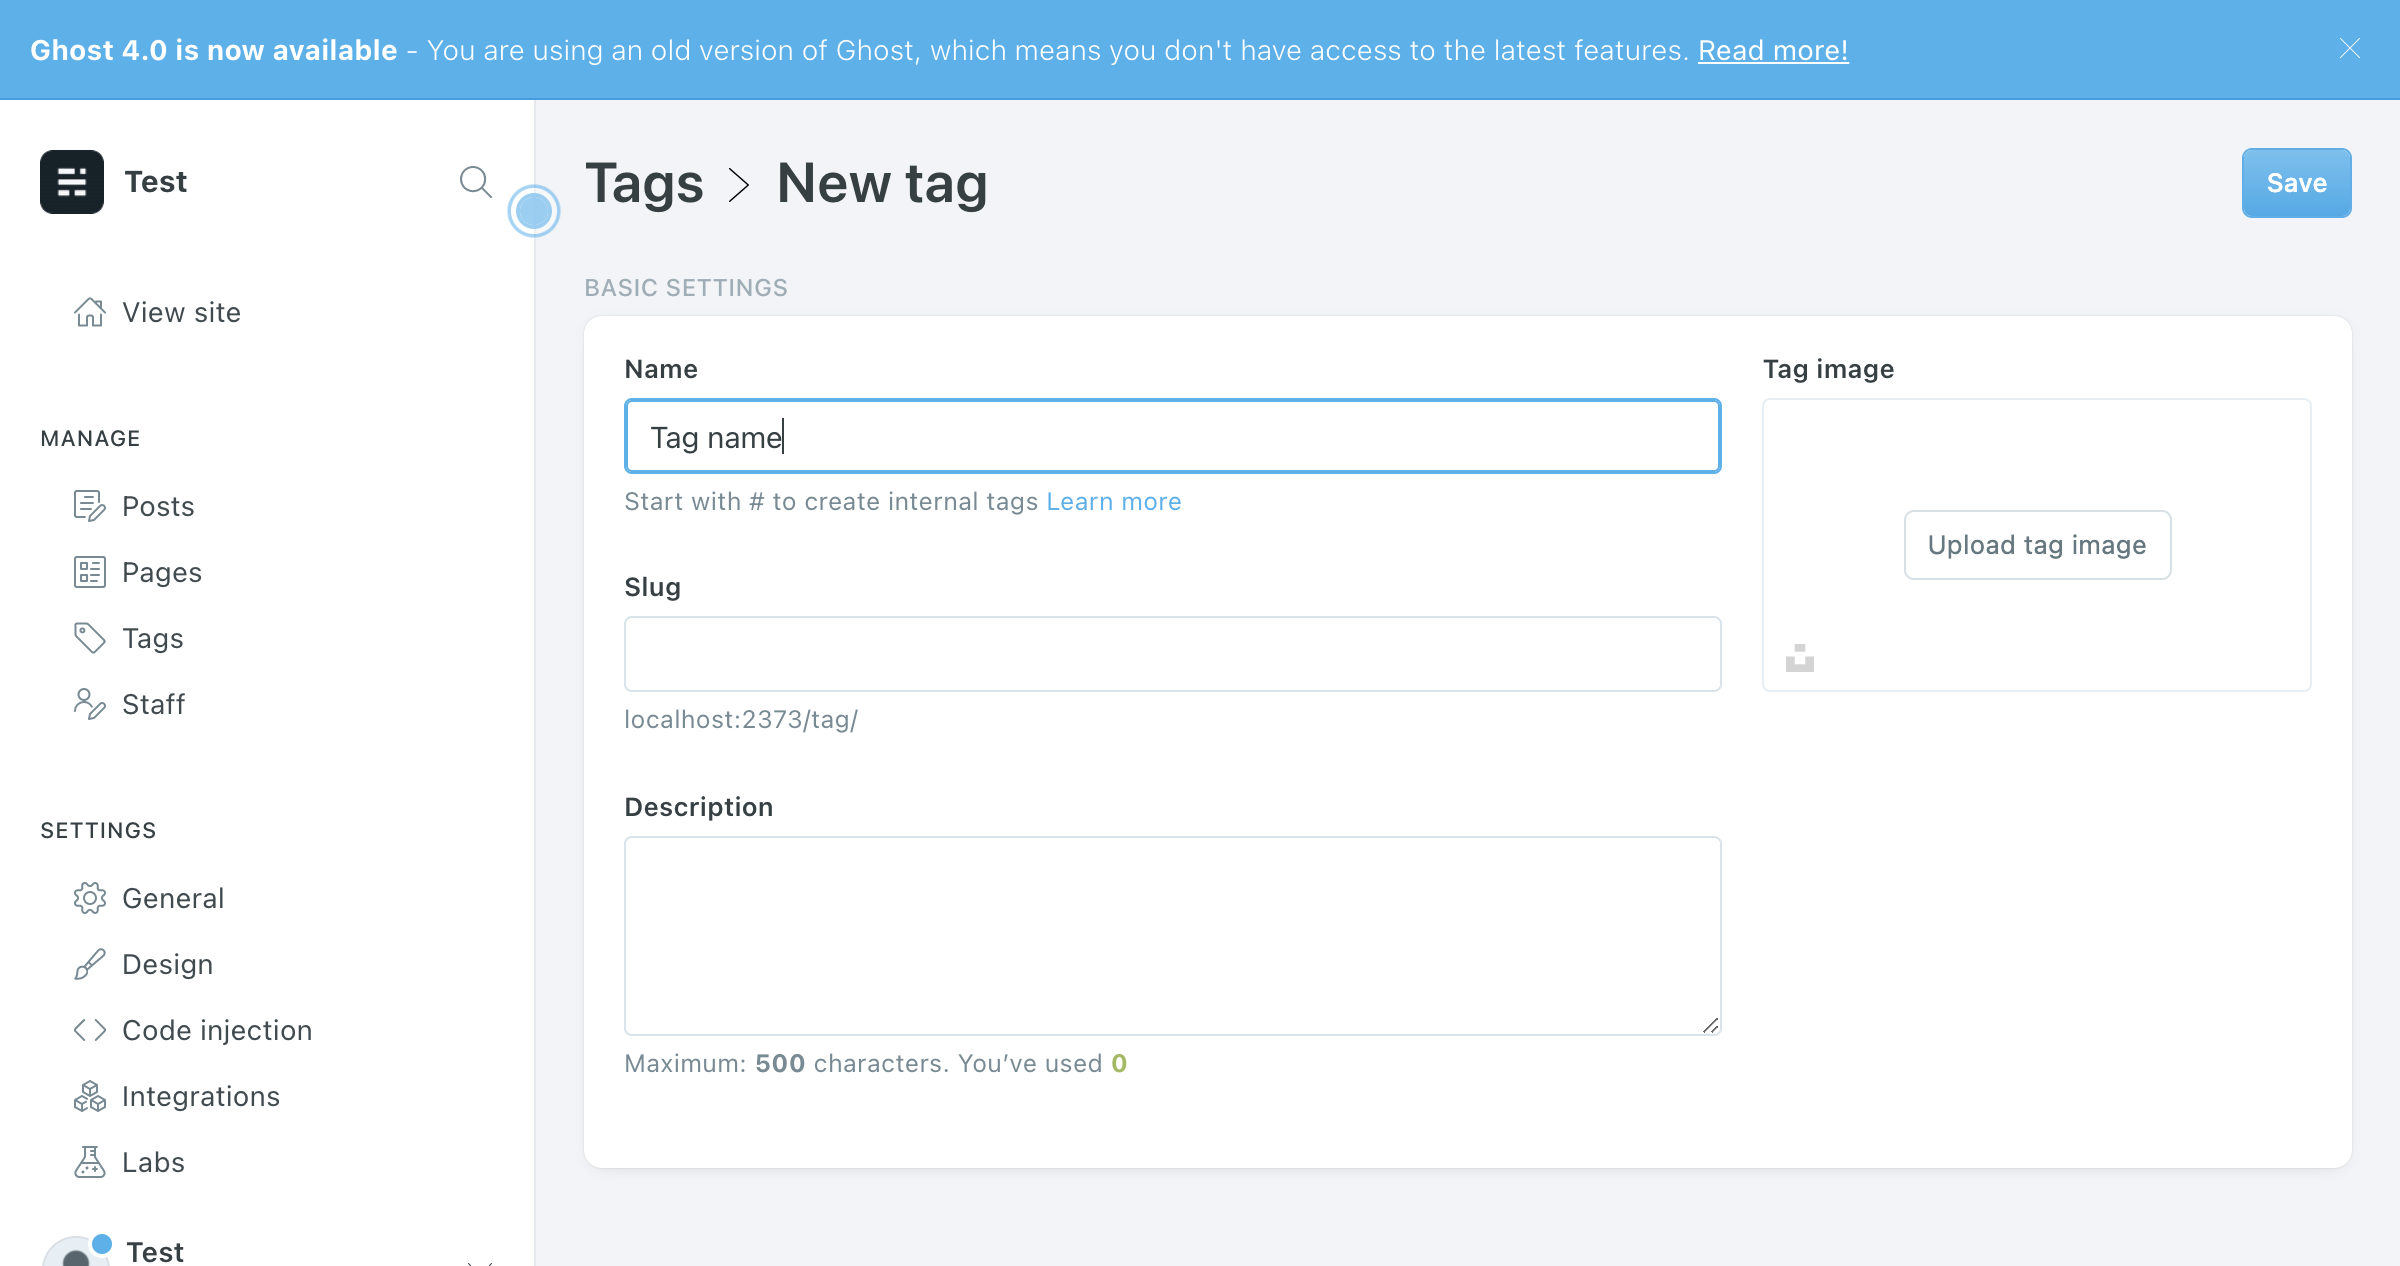 Ghost 4.0 is now available - You are using an old version of Ghost, which means you don't have access to the latest features. Read more!
Test
View site
MANAGE
Posts
Pages
Tags
Staff
SETTINGS
General
Design
Code injection
Integrations
Labs
Test
Tags > New tag
Save
BASIC SETTINGS
Name
Tag name
Start with # to create internal tags Learn more
Slug
localhost:2373/tag/
Description
Maximum: 500 characters. You’ve used 0
Tag image
Upload tag image